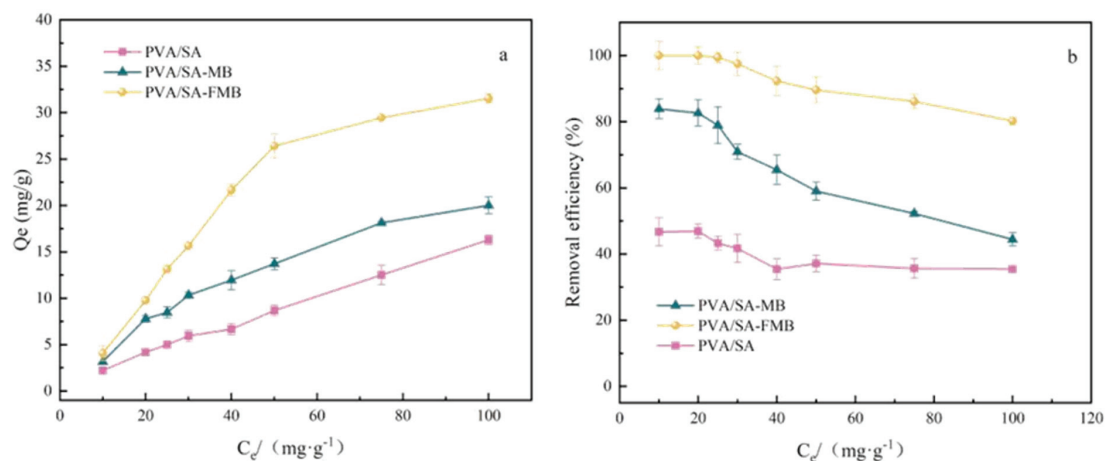 40
35
30
25
20
15
10
5
0
Qe (mg/g)
PVA/SA
PVA/SA-MB
PVA/SA-FMB
a
0 20 40 60 80 100
Cₑ/ （mg·g⁻¹）
100
80
60
40
20
0
Removal efficiency (%)
b
PVA/SA-MB
PVA/SA-FMB
PVA/SA
0 20 40 60 80 100 120
Cₑ/ （mg·g⁻¹）